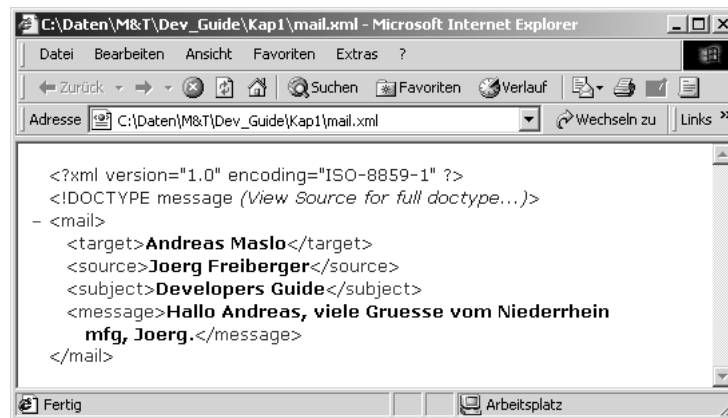 C:\Daten\M&T\Dev_Guide\Kap1\mail.xml - Microsoft Internet Explorer
Datei Bearbeiten Ansicht Favoriten Extras ?
Zurück Suchen Favoriten Verlauf
Adresse C:\Daten\M&T\Dev_Guide\Kap1\mail.xml Wechseln zu Links »
<?xml version="1.0" encoding="ISO-8859-1" ?>
<!DOCTYPE message (View Source for full doctype...)>
– <mail>
<target>Andreas Maslo</target>
<source>Joerg Freiberger</source>
<subject>Developers Guide</subject>
<message>Hallo Andreas, viele Gruesse vom Niederrhein
mfg, Joerg.</message>
</mail>
Fertig Arbeitsplatz